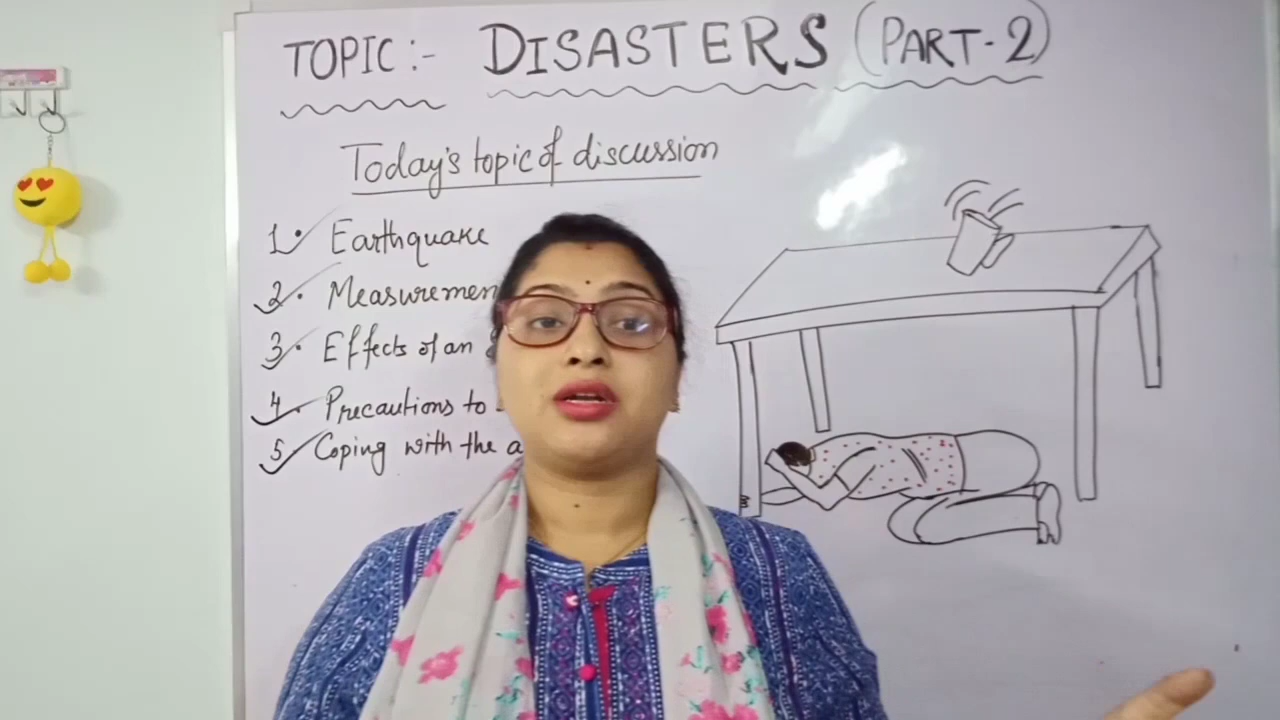 TOPIC:- DISASTERS (PART-2)
Today's topic of discussion
1. Earthquake
2. Measuremen
3. Effects of an
4. Precautions to
5. Coping with the a